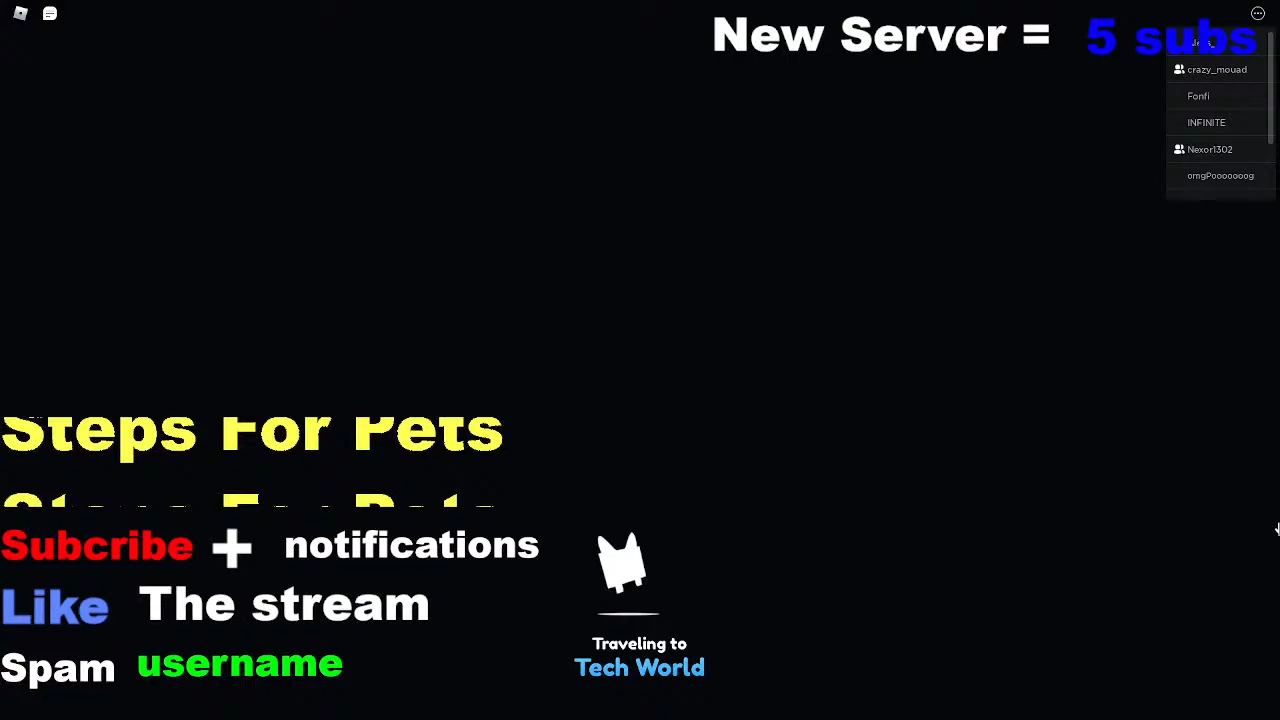 New Server = 5 subs
crazy_mouad
Fonfi
INFINITE
Nexor1302
omgPooooooog
Steps For Pets
Subcribe + notifications
Like The stream
Spam username
Traveling to
Tech World